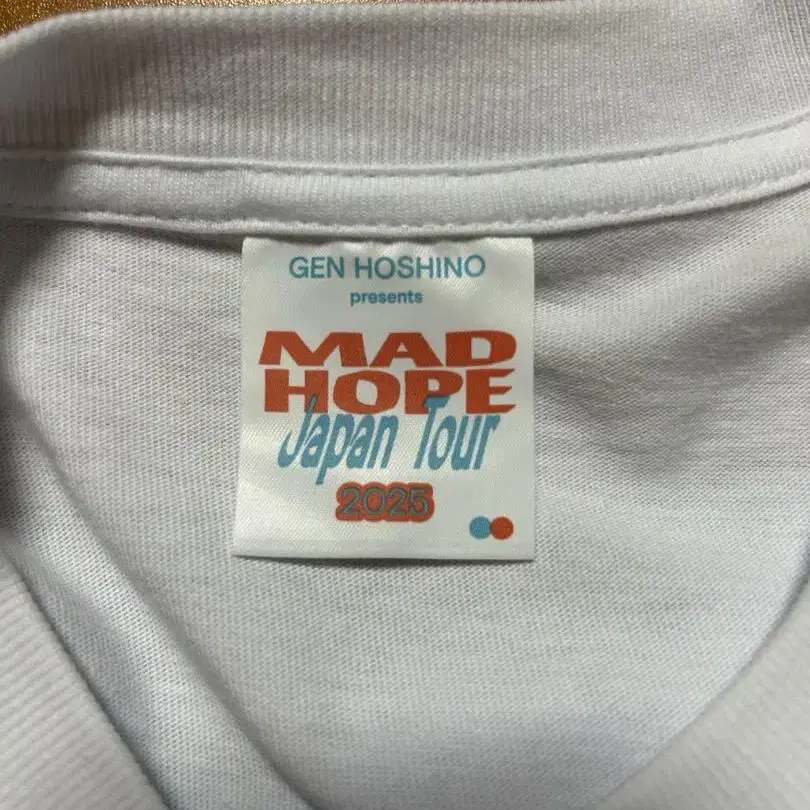 GEN HOSHINO
presents
MAD
HOPE
Japan Tour
2025